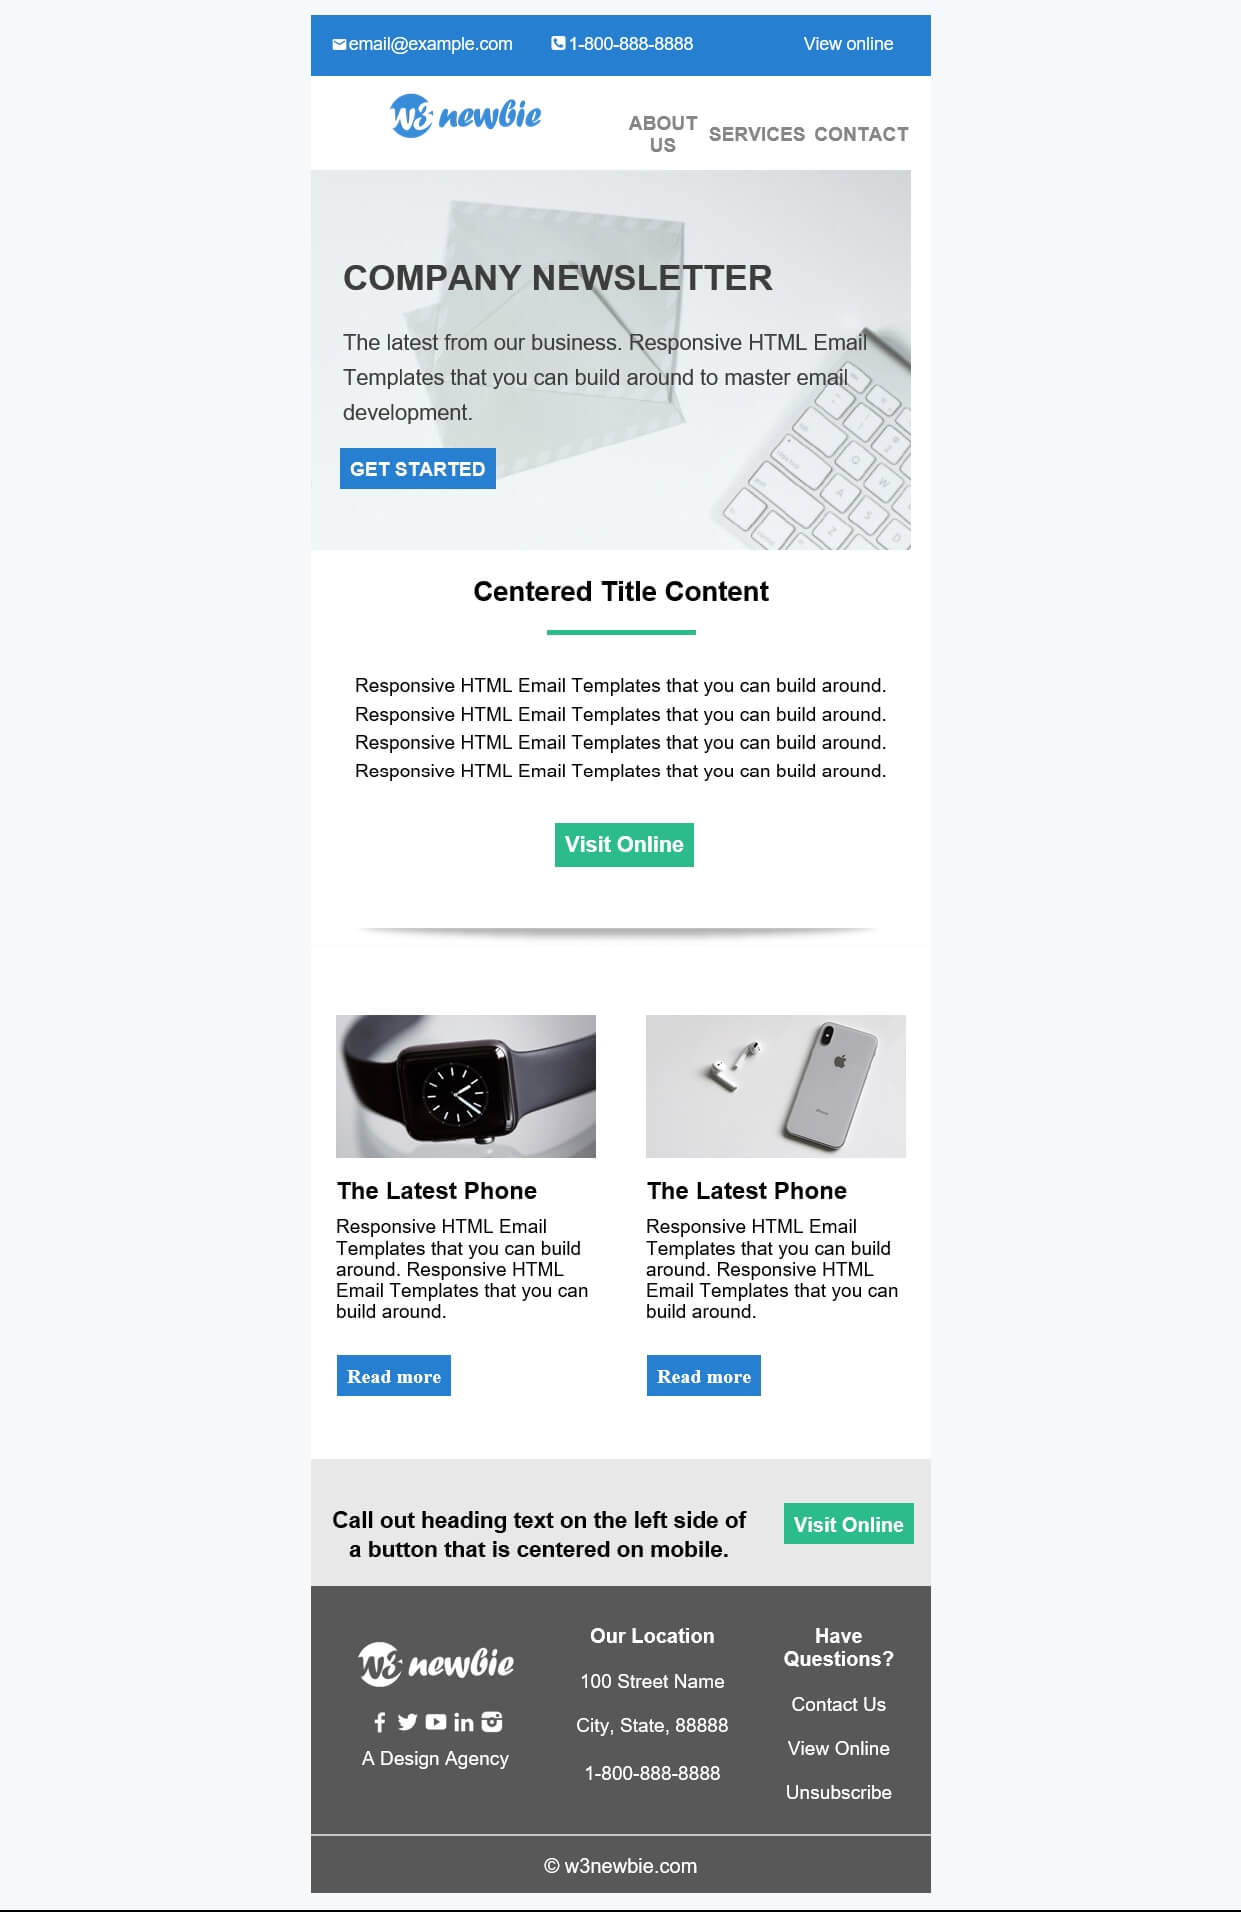 email@example.com
1-800-888-8888
View online
W3 newbie
ABOUT
US
SERVICES
CONTACT
COMPANY NEWSLETTER
The latest from our business. Responsive HTML Email
Templates that you can build around to master email
development.
GET STARTED
Centered Title Content
Responsive HTML Email Templates that you can build around.
Responsive HTML Email Templates that you can build around.
Responsive HTML Email Templates that you can build around.
Responsive HTML Email Templates that you can build around.
Visit Online
The Latest Phone
Responsive HTML Email
Templates that you can build
around. Responsive HTML
Email Templates that you can
build around.
Read more
The Latest Phone
Responsive HTML Email
Templates that you can build
around. Responsive HTML
Email Templates that you can
build around.
Read more
Call out heading text on the left side of
a button that is centered on mobile.
Visit Online
W3 newbie
A Design Agency
Our Location
100 Street Name
City, State, 88888
1-800-888-8888
Have
Questions?
Contact Us
View Online
Unsubscribe
© w3newbie.com